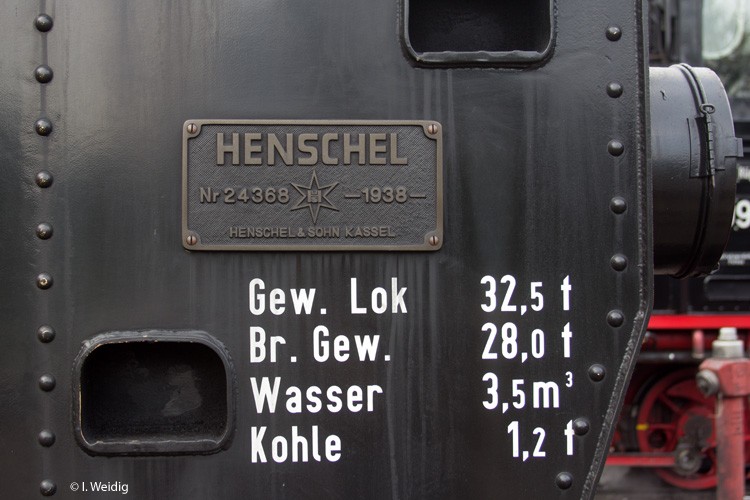 HENSCHEL
Nr 24368 H —1938—
HENSCHEL & SOHN KASSEL
Gew. Lok 32,5 t
Br. Gew. 28,0 t
Wasser 3,5 m³
Kohle 1,2 t
9
© I. Weidig